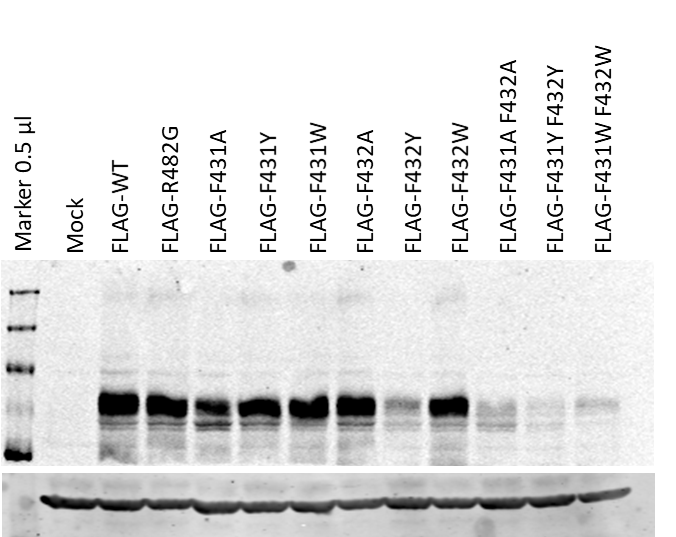 Marker 0.5 µl
Mock
FLAG-WT
FLAG-R482G
FLAG-F431A
FLAG-F431Y
FLAG-F431W
FLAG-F432A
FLAG-F432Y
FLAG-F432W
FLAG-F431A F432A
FLAG-F431Y F432Y
FLAG-F431W F432W